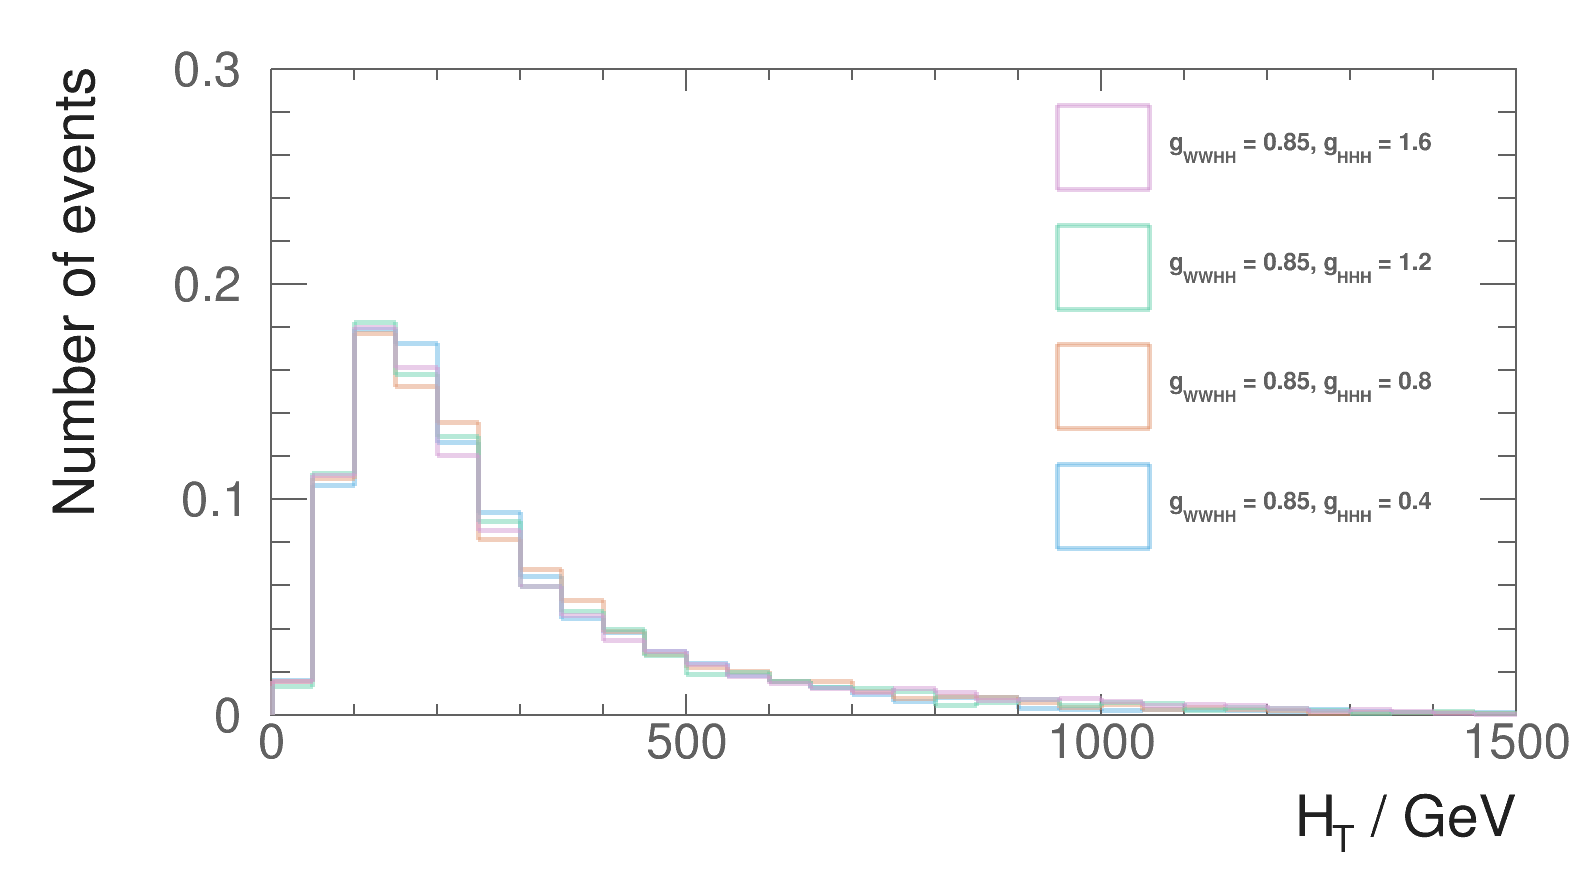 Number of events
0.3
0.2
0.1
0
0
500
1000
1500
H_T / GeV
g_WWHH = 0.85, g_HHH = 1.6
g_WWHH = 0.85, g_HHH = 1.2
g_WWHH = 0.85, g_HHH = 0.8
g_WWHH = 0.85, g_HHH = 0.4